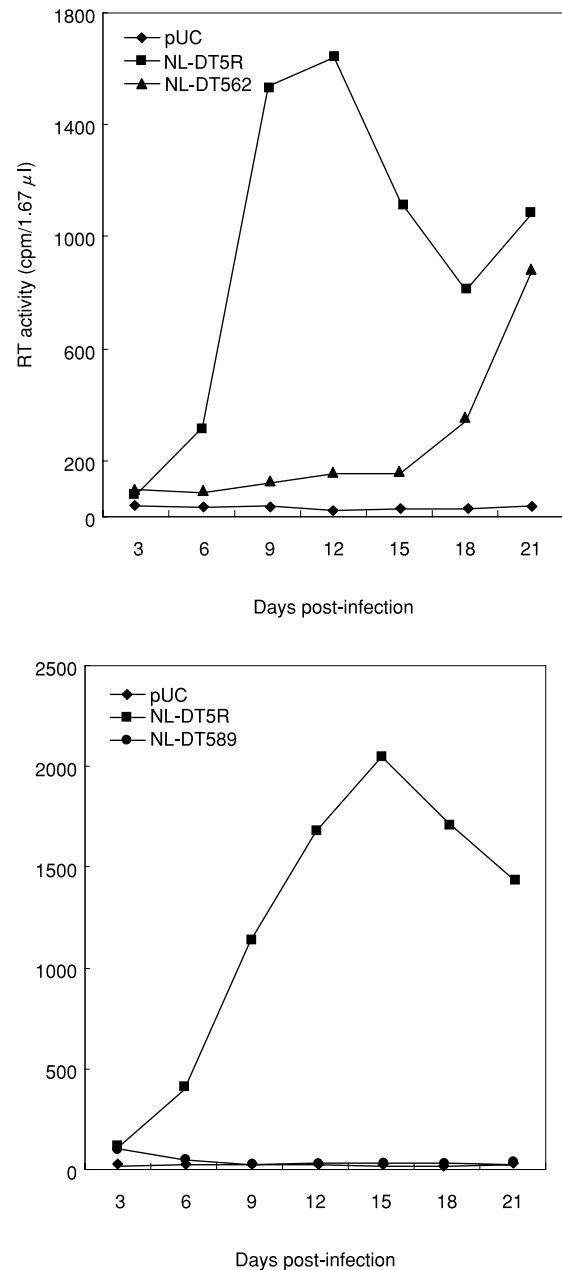 1800
pUC
NL-DT5R
NL-DT562
1400
1000
600
200
0
RT activity (cpm/1.67 μl)
3 6 9 12 15 18 21
Days post-infection
2500
pUC
NL-DT5R
NL-DT589
2000
1500
1000
500
0
3 6 9 12 15 18 21
Days post-infection